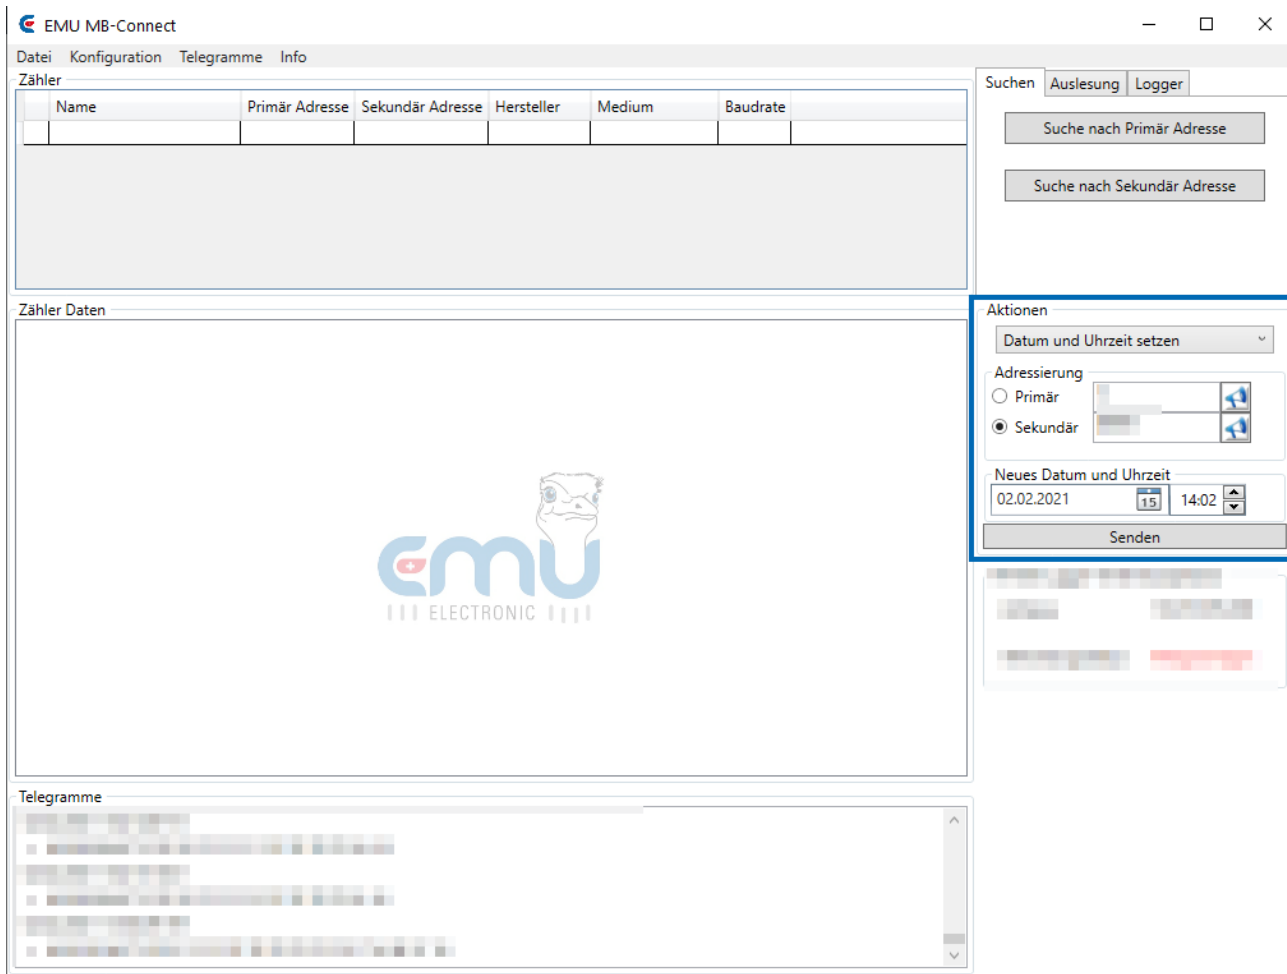 EMU MB-Connect
Datei Konfiguration Telegramme Info
Zähler
Name Primär Adresse Sekundär Adresse Hersteller Medium Baudrate
Suchen Auslesung Logger
Suche nach Primär Adresse
Suche nach Sekundär Adresse
Zähler Daten
emu
ELECTRONIC
Aktionen
Datum und Uhrzeit setzen
Adressierung
Primär
Sekundär
Neues Datum und Uhrzeit
02.02.2021 15 14:02
Senden
Telegramme